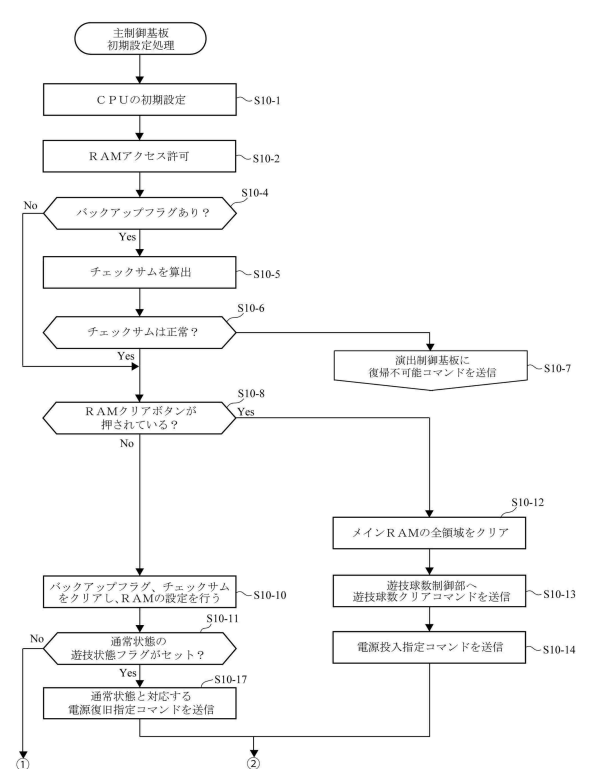 主制御基板
初期設定処理
CPUの初期設定
S10-1
RAMアクセス許可
S10-2
S10-4
No
バックアップフラグあり？
Yes
チェックサムを算出
S10-5
S10-6
チェックサムは正常？
Yes
演出制御基板に
復帰不可能コマンドを送信
S10-7
S10-8
RAMクリアボタンが
押されている？
Yes
No
S10-12
メインRAMの全領域をクリア
バックアップフラグ、チェックサム
をクリアし、RAMの設定を行う
S10-10
遊技球数制御部へ
遊技球数クリアコマンドを送信
S10-13
S10-11
No
通常状態の
遊技状態フラグがセット？
Yes
電源投入指定コマンドを送信
S10-14
S10-17
通常状態と対応する
電源復旧指定コマンドを送信
①
②